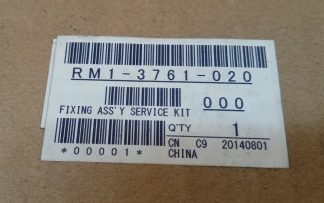 RM1-3761-020
000
FIXING ASS'Y SERVICE KIT
Q'TY 1
CN C9 20140801
*00001* CHINA